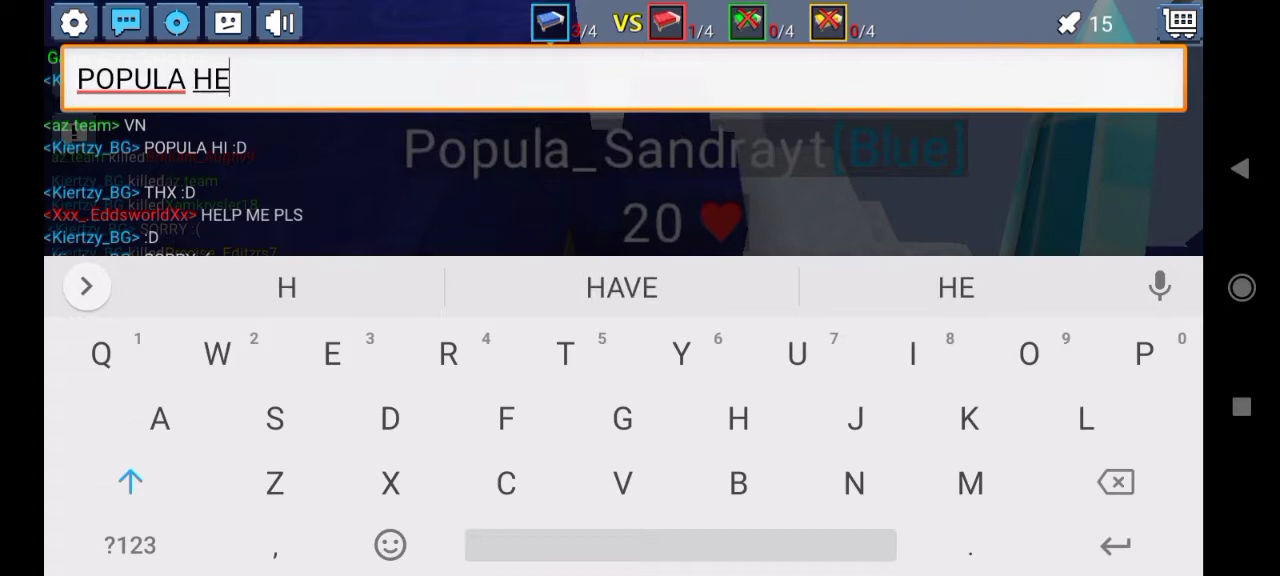 3/4 VS 1/4 0/4 0/4 15
POPULA HE
<az.team> VN
<Kiertzy_BG> POPULA HI :D
Popula_Sandrayt[Blue]
<Kiertzy_BG> THX :D
<Xxx_.EddsworldXx> HELP ME PLS
20
<Kiertzy_BG> :D
H HAVE HE
Q 1 W 2 E 3 R 4 T 5 Y 6 U 7 I 8 O 9 P 0
A S D F G H J K L
Z X C V B N M
?123 , .